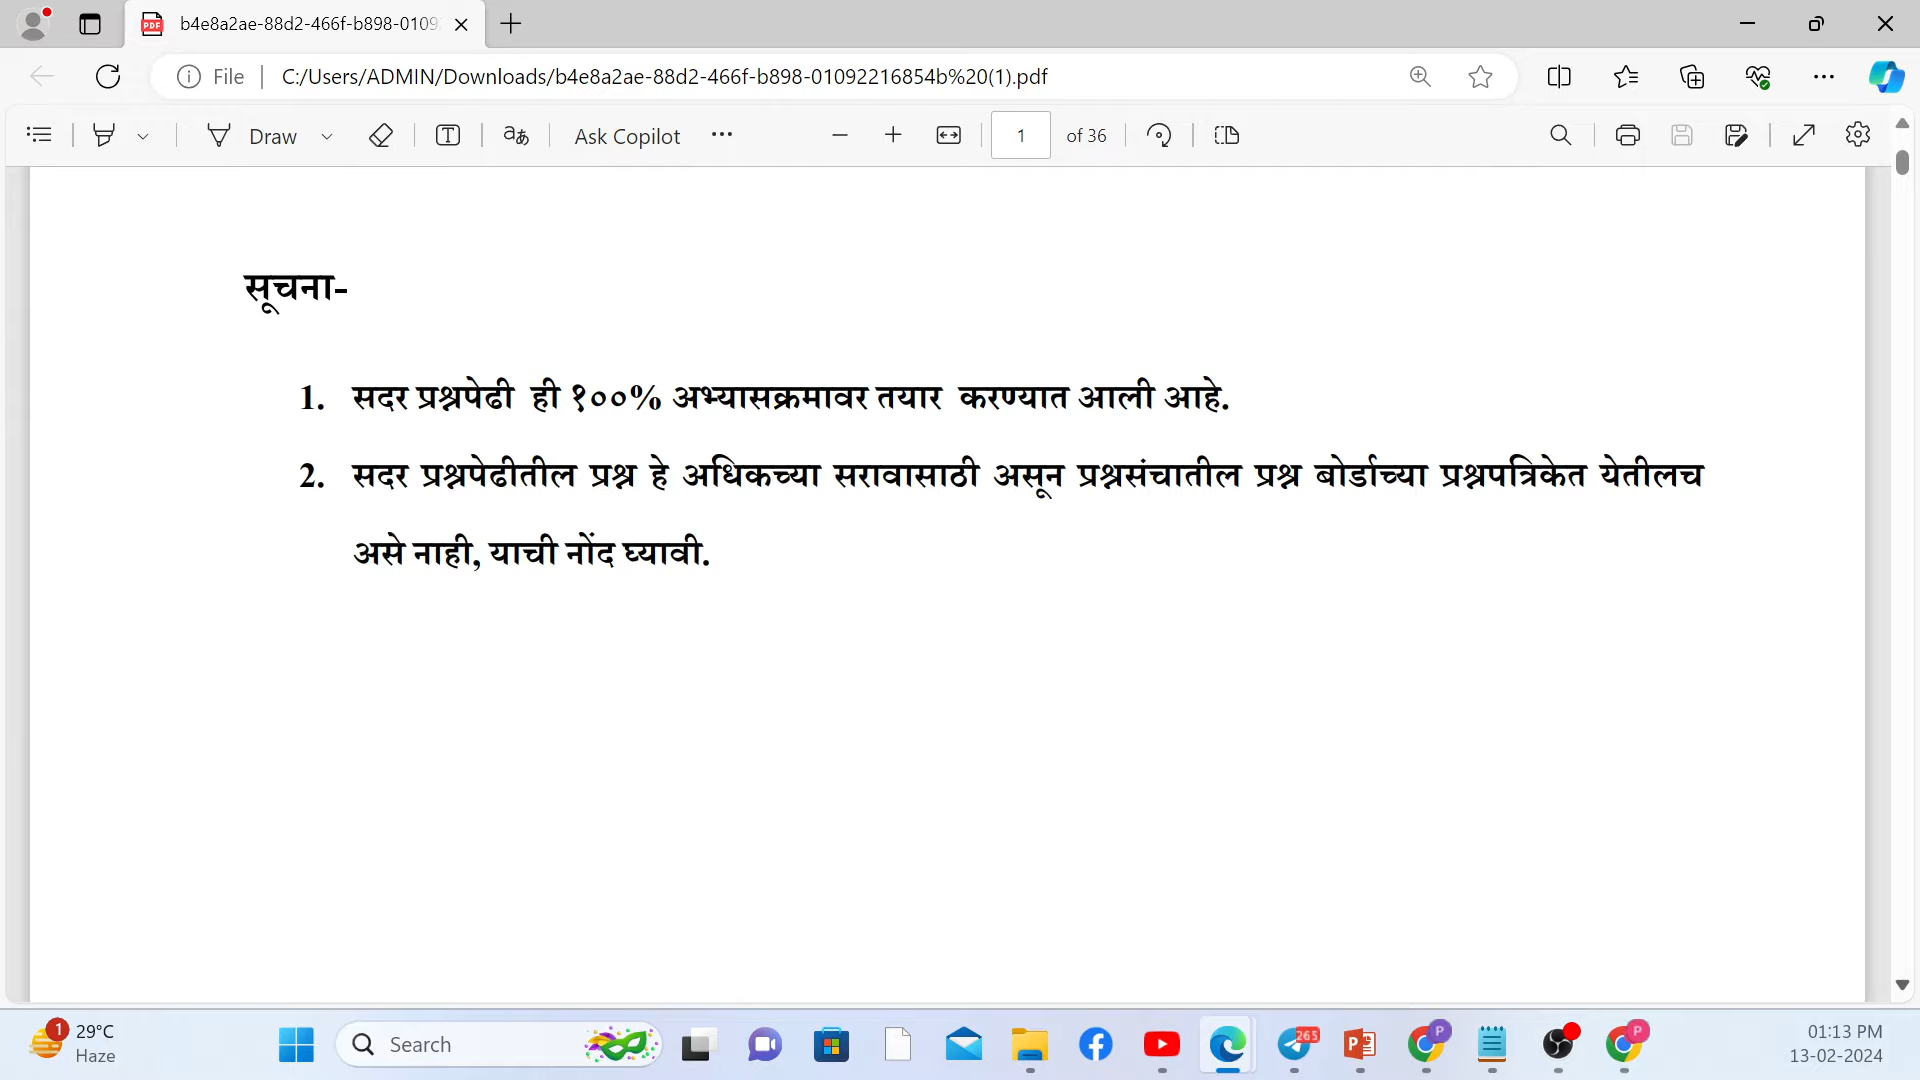 b4e8a2ae-88d2-466f-b898-0109
File C:/Users/ADMIN/Downloads/b4e8a2ae-88d2-466f-b898-01092216854b%20(1).pdf
Draw Ask Copilot 1 of 36
सूचना-
1. सदर प्रश्नपेढी ही १००% अभ्यासक्रमावर तयार करण्यात आली आहे.
2. सदर प्रश्नपेढीतील प्रश्न हे अधिकच्या सरावासाठी असून प्रश्नसंचातील प्रश्न बोर्डाच्या प्रश्नपत्रिकेत येतीलच
असे नाही, याची नोंद घ्यावी.
1 29°C
Haze
Search
265
01:13 PM
13-02-2024